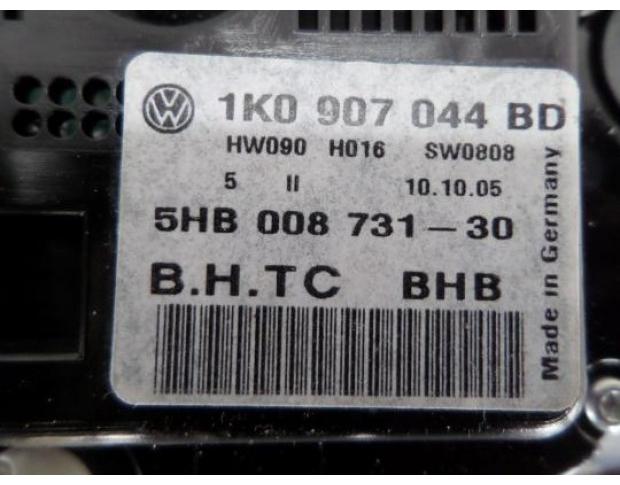 1K0 907 044 BD
HW090 H016 SW0808
5 II 10.10.05
5HB 008 731-30
B.H.TC BHB
Made in Germany